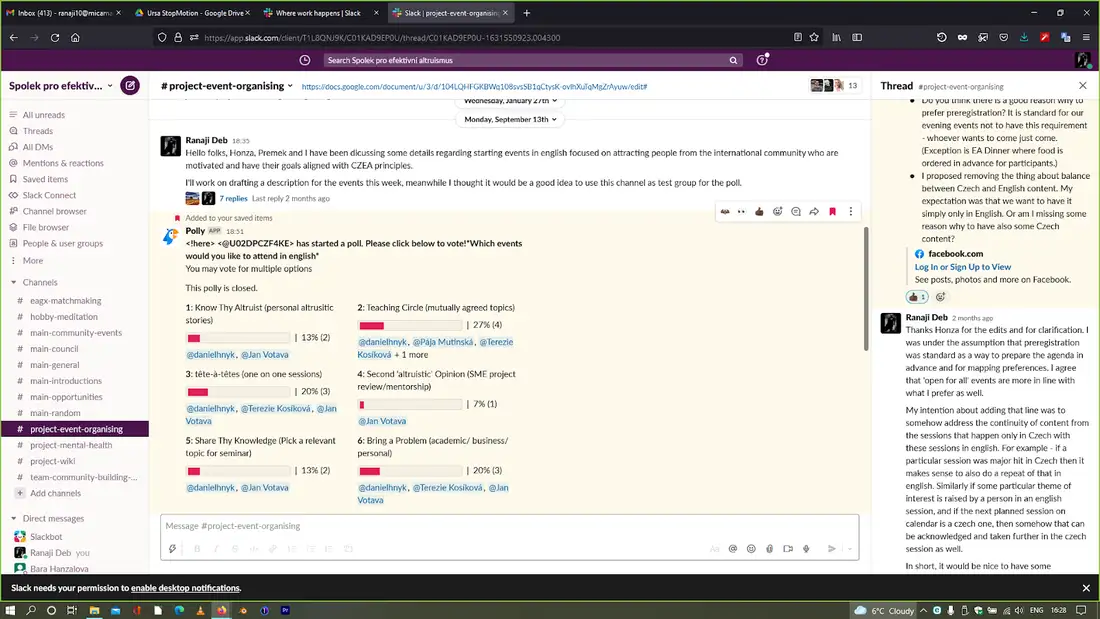 Inbox (413) - ranaji10@micama
Ursa StopMotion - Google Drive
Where work happens | Slack
Slack | project-event-organising
https://app.slack.com/client/T1L8QNJ9K/C01KAD9EP0U/thread/C01KAD9EP0U-1631550923.004300
Search Spolek pro efektivní altruismus
Spolek pro efektiv...
#project-event-organising
https://docs.google.com/document/u/3/d/
13
Thread #project-event-organising
All unreads
Threads
All DMs
Mentions & reactions
Saved items
Slack Connect
Channel browser
File browser
People & user groups
More
Channels
# eagx-matchmaking
# hobby-meditation
# main-community-events
# main-council
# main-general
# main-introductions
# main-opportunities
# main-random
# project-event-organising
# project-mental-health
# project-wiki
# team-community-building-...
+ Add channels
Direct messages
Slackbot
Ranaji Deb you
Bara Hanzalova
Wednesday, January 27th
Monday, September 13th
Ranaji Deb 18:35
Hello folks, Honza, Premek and I have been dicussing some details regarding starting events in english focused on attracting people from the international community who are
motivated and have their goals aligned with CZEA principles.
I'll work on drafting a description for the events this week, meanwhile I thought it would be a good idea to use this channel as test group for the poll.
7 replies Last reply 2 months ago
Added to your saved items
Polly APP 18:51
<!here> <@U02DPCZF4KE> has started a poll. Please click below to vote!*Which events
would you like to attend in english*
You may vote for multiple options
This polly is closed.
1: Know Thy Altruist (personal altrusitic
stories)
| 13% (2)
@danielhnyk, @Jan Votava
2: Teaching Circle (mutually agreed topics)
| 27% (4)
@danielhnyk, @Pája Mutinská, @Terezie
Kosíková + 1 more
3: tête-à-têtes (one on one sessions)
| 20% (3)
@danielhnyk, @Terezie Kosíková, @Jan
Votava
4: Second 'altruistic' Opinion (SME project
review/mentorship)
| 7% (1)
@Jan Votava
5: Share Thy Knowledge (Pick a relevant
topic for seminar)
| 13% (2)
@danielhnyk, @Jan Votava
6: Bring a Problem (academic/ business/
personal)
| 20% (3)
@danielhnyk, @Terezie Kosíková, @Jan
Votava
Message #project-event-organising
• Do you think there is a good reason why to
prefer preregistration? It is standard for our
evening events not to have this requirement
- whoever wants to come just come.
(Exception is EA Dinner where food is
ordered in advance for participants.)
• I proposed removing the thing about balance
between Czech and English content. My
expectation was that we want to have it
simply only in English. Or am I missing some
reason why to have also some Czech
content?
facebook.com
Log in or Sign Up to View
See posts, photos and more on Facebook.
1
Ranaji Deb 2 months ago
Thanks Honza for the edits and for clarification. I
was under the assumption that preregistration
was standard as a way to prepare the agenda in
advance and for mapping preferences. I agree
that 'open for all' events are more in line with
what I prefer as well.
My intention about adding that line was to
somehow address the continuity of content from
the sessions that happen only in Czech with
these sessions in english. For example - if a
particular session was major hit in Czech then it
makes sense to also do a repeat of that in
english. Similarly if some particular theme of
interest is raised by a person in an english
session, and if the next planned session on
calendar is a czech one, then somehow that can
be acknowledged and taken further in the czech
session as well.
In short, it would be nice to have some
Slack needs your permission to enable desktop notifications.
6°C Cloudy
ENG
16:28